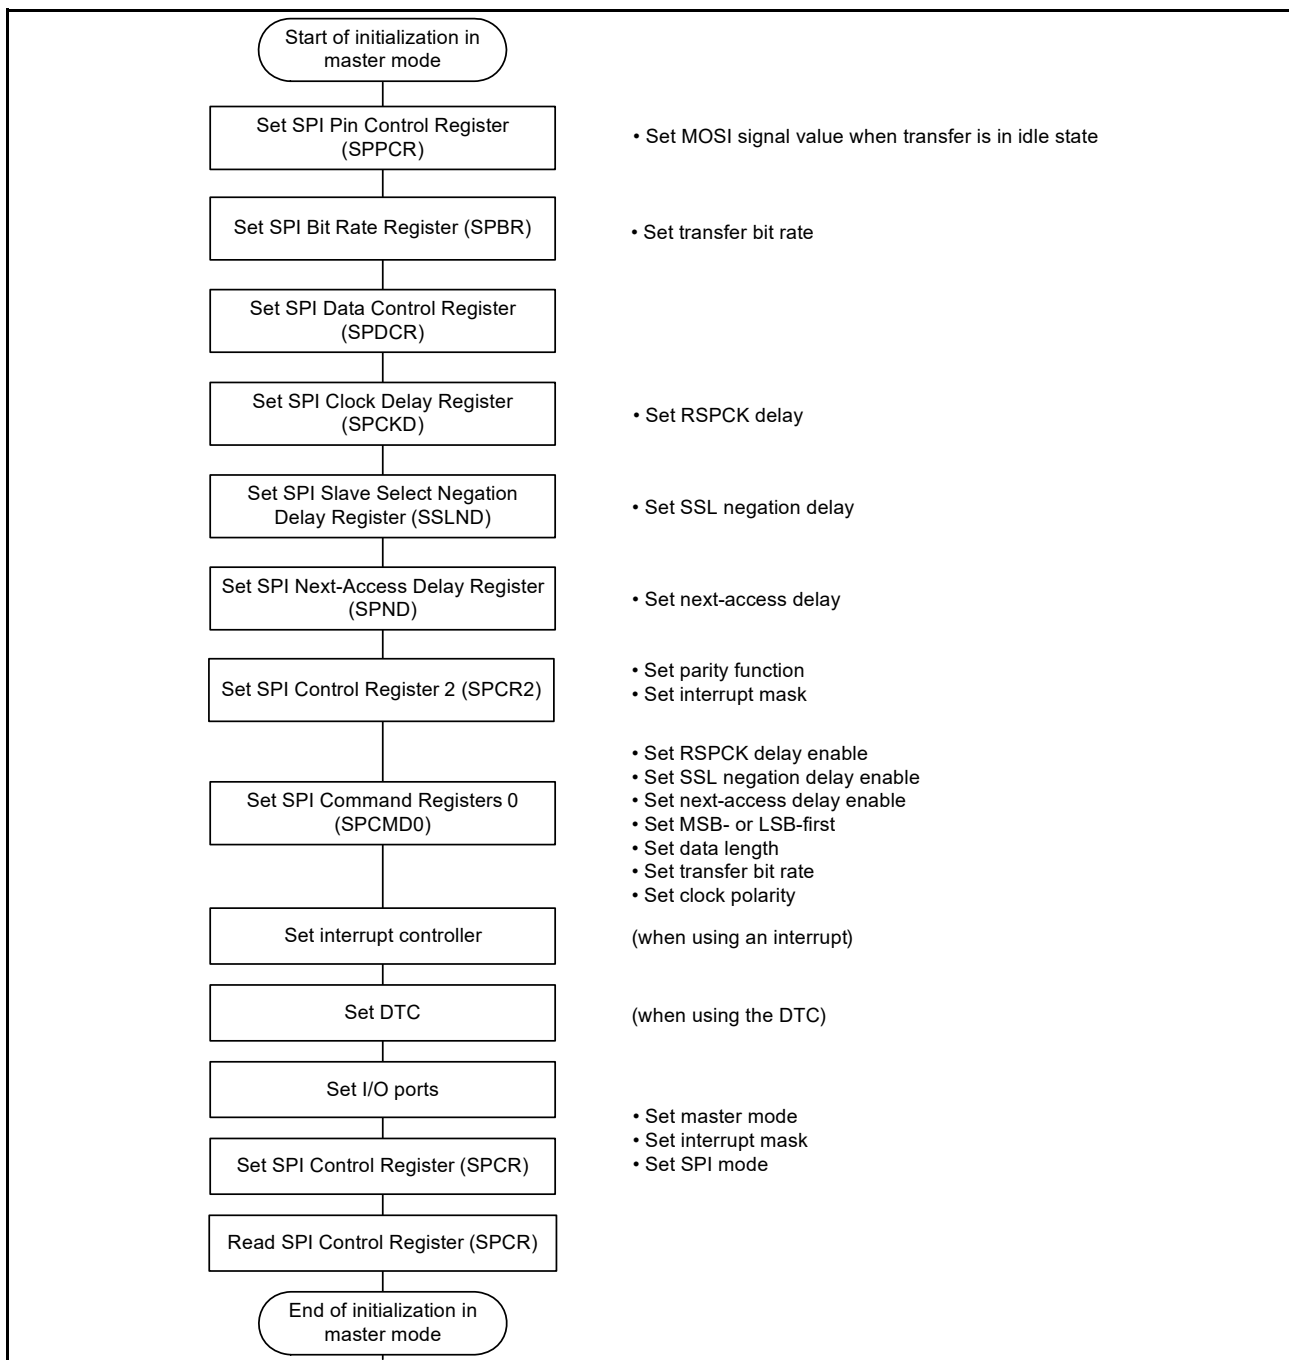 Start of initialization in
master mode
Set SPI Pin Control Register
(SPPCR)
• Set MOSI signal value when transfer is in idle state
Set SPI Bit Rate Register (SPBR)
• Set transfer bit rate
Set SPI Data Control Register
(SPDCR)
Set SPI Clock Delay Register
(SPCKD)
• Set RSPCK delay
Set SPI Slave Select Negation
Delay Register (SSLND)
• Set SSL negation delay
Set SPI Next-Access Delay Register
(SPND)
• Set next-access delay
Set SPI Control Register 2 (SPCR2)
• Set parity function
• Set interrupt mask
Set SPI Command Registers 0
(SPCMD0)
• Set RSPCK delay enable
• Set SSL negation delay enable
• Set next-access delay enable
• Set MSB- or LSB-first
• Set data length
• Set transfer bit rate
• Set clock polarity
Set interrupt controller
(when using an interrupt)
Set DTC
(when using the DTC)
Set I/O ports
Set SPI Control Register (SPCR)
• Set master mode
• Set interrupt mask
• Set SPI mode
Read SPI Control Register (SPCR)
End of initialization in
master mode